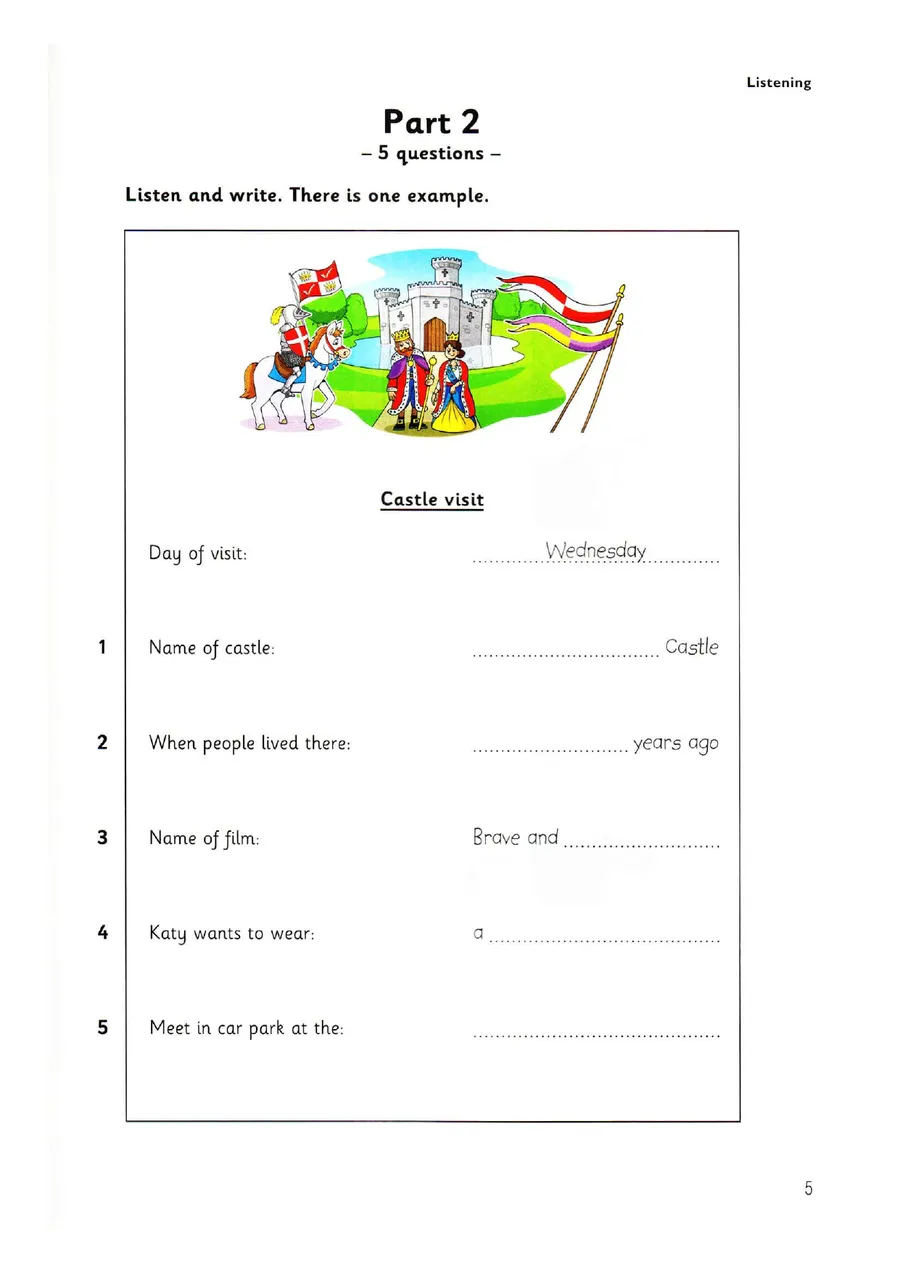 Listening
Part 2
– 5 questions –
Listen and write. There is one example.
Castle visit
Day of visit: Wednesday
1 Name of castle: ................................. Castle
2 When people lived there: ........................... years ago
3 Name of film: Brave and ............................
4 Katy wants to wear: a .........................................
5 Meet in car park at the: ............................................
5